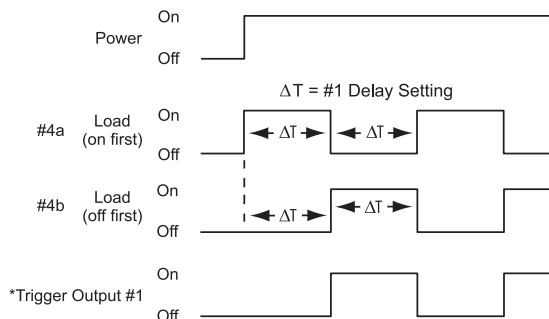 On
Power
Off
ΔT = #1 Delay Setting
On
#4a Load
(on first)
Off
ΔT ΔT
On
#4b Load
(off first)
Off
ΔT ΔT
On
*Trigger Output #1
Off